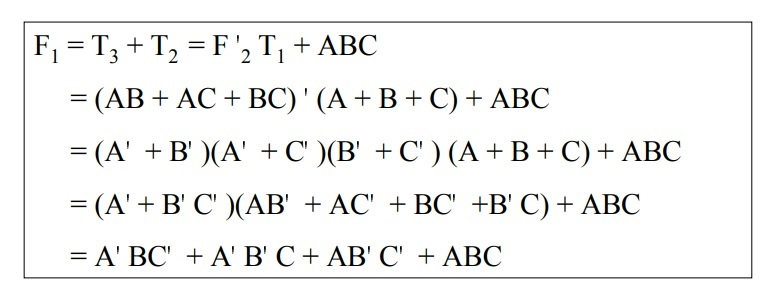 F₁ = T₃ + T₂ = F '₂ T₁ + ABC
= (AB + AC + BC) ' (A + B + C) + ABC
= (A' + B' )(A' + C' )(B' + C' ) (A + B + C) + ABC
= (A' + B' C' )(AB' + AC' + BC' +B' C) + ABC
= A' BC' + A' B' C + AB' C' + ABC